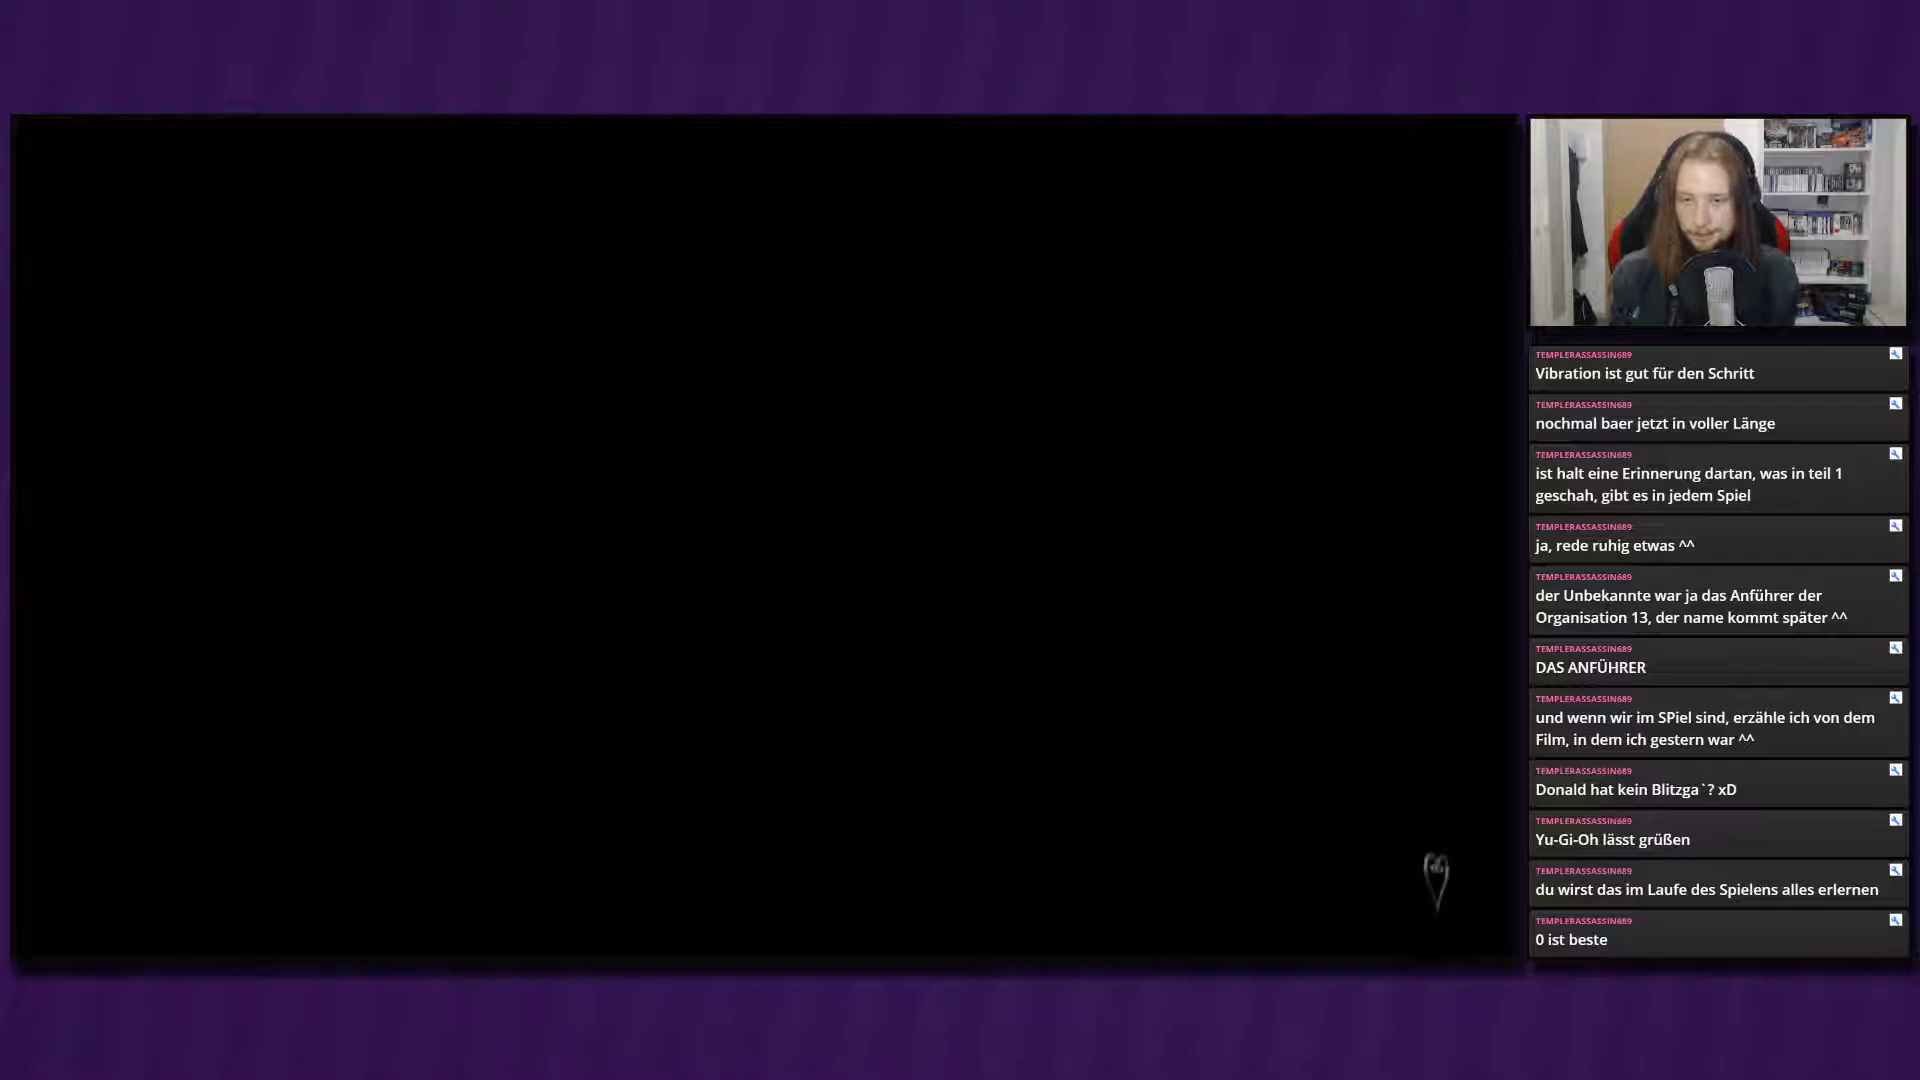 TEMPLERASSASSIN689
Vibration ist gut für den Schritt
TEMPLERASSASSIN689
nochmal baer jetzt in voller Länge
TEMPLERASSASSIN689
ist halt eine Erinnerung dartan, was in teil 1
geschah, gibt es in jedem Spiel
TEMPLERASSASSIN689
ja, rede ruhig etwas ^^
TEMPLERASSASSIN689
der Unbekannte war ja das Anführer der
Organisation 13, der name kommt später ^^
TEMPLERASSASSIN689
DAS ANFÜHRER
TEMPLERASSASSIN689
und wenn wir im SPiel sind, erzähle ich von dem
Film, in dem ich gestern war ^^
TEMPLERASSASSIN689
Donald hat kein Blitzga`? xD
TEMPLERASSASSIN689
Yu-Gi-Oh lässt grüßen
TEMPLERASSASSIN689
du wirst das im Laufe des Spielens alles erlernen
TEMPLERASSASSIN689
0 ist beste